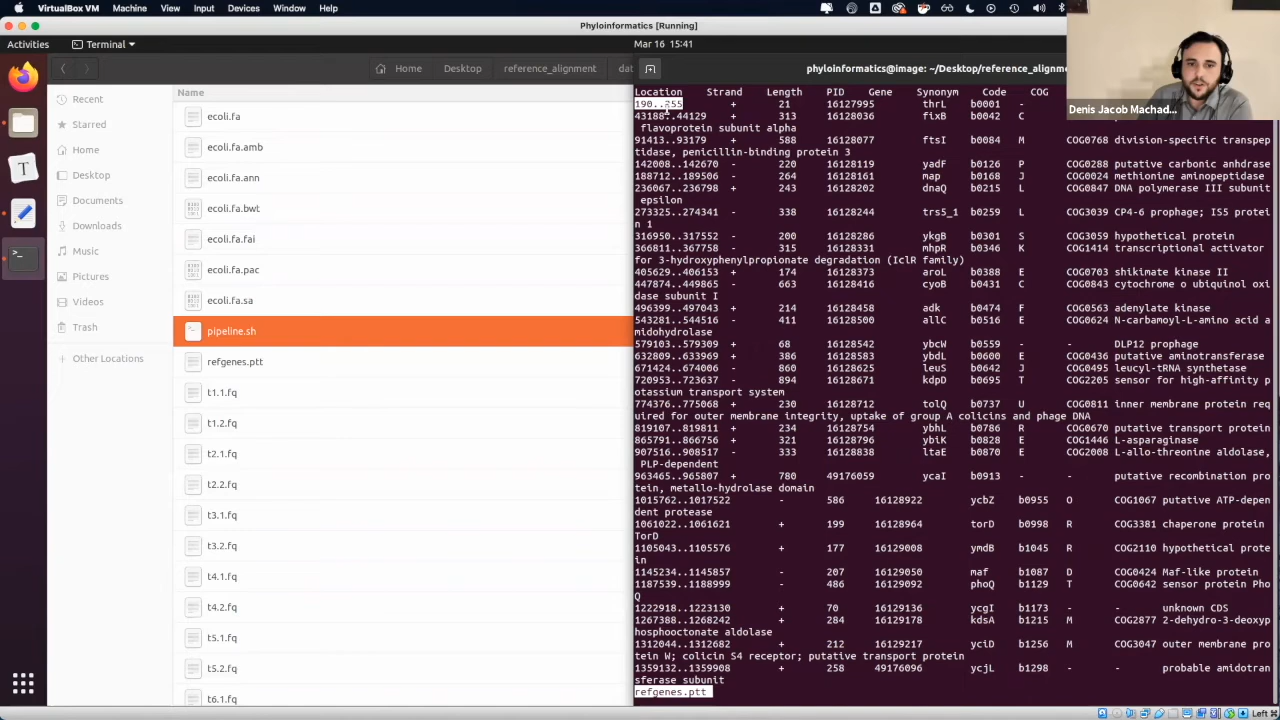 VirtualBox VM Machine View Input Devices Window Help
Phyloinformatics [Running]
Activities Terminal Mar 16 15:41
Home Desktop reference_alignment dat
phyloinformatics@image: ~/Desktop/reference_alignme
Denis Jacob Machad...
Recent
Starred
Home
Desktop
Documents
Downloads
Music
Pictures
Videos
Trash
Other Locations
Name
ecoli.fa
ecoli.fa.amb
ecoli.fa.ann
ecoli.fa.bwt
ecoli.fa.fai
ecoli.fa.pac
ecoli.fa.sa
pipeline.sh
refgenes.ptt
t1.1.fq
t1.2.fq
t2.1.fq
t2.2.fq
t3.1.fq
t3.2.fq
t4.1.fq
t4.2.fq
t5.1.fq
t5.2.fq
t6.1.fq
Location Strand Length PID Gene Synonym Code COG
190..255 + 21 16127995 thrL b0001 -
43188..44129 + 313 16128036 fixB b0042 C
flavoprotein subunit alpha
91413..93179 + 588 16128077 ftsI b0084 M COG0768 division-specific transpep
tidase, penicillin-binding protein 3
142008..142670 - 220 16128119 yadF b0126 P COG0288 putative carbonic anhdrase
188712..189506 - 264 16128161 map b0168 J COG0024 methionine aminopeptidase
236067..236798 + 243 16128202 dnaQ b0215 L COG0847 DNA polymerase III subunit
epsilon
273325..274341 - 338 16128244 trs5_1 b0259 L COG3039 CP4-6 prophage; IS5 protei
n 1
316950..317552 - 200 16128286 ykgB b0301 S COG3059 hypothetical protein
366811..367758 - 315 16128331 mhpR b0346 K COG1414 transcriptional activator
for 3-hydroxyphenylpropionate degradation (IclR family)
405629..406153 + 174 16128373 aroL b0388 E COG0703 shikimate kinase II
447874..449865 - 663 16128416 cyoB b0431 C COG0843 cytochrome o ubiquinol oxi
dase subunit I
496399..497043 + 214 16128458 adk b0474 F COG0563 adenylate kinase
543281..544516 - 411 16128500 allC b0516 E COG0624 N-carbamoyl-L-amino acid a
midohydrolase
579103..579309 + 68 16128542 ybcW b0559 - - DLP12 prophage
632809..633951 + 380 16128583 ybdL b0600 E COG0436 putative aminotransferase
671424..674006 - 860 16128625 leuS b0642 J COG0495 leucyl-tRNA synthetase
720953..723637 - 894 16128671 kdpD b0695 T COG2205 sensor for high-affinity p
otassium transport system
774376..775068 + 230 16128712 tolQ b0737 U COG0811 inner membrane protein req
uired for outer membrane integrity, uptake of group A colicins and phage DNA
819107..819811 + 234 16128754 ybhL b0786 R COG0670 putative transport protein
865791..866756 + 321 16128796 ybiK b0828 E COG1446 L-asparaginase
907516..908517 - 333 16128838 ltaE b0870 E COG2008 L-allo-threonine aldolase,
PLP-dependent
963465..965807 + 780 49176059 ycaI b0913 - - putative recombination pro
tein, metallo-hydrolase domain
1015762..1017522 - 586 16128922 ycbZ b0955 O COG1067 putative ATP-depen
dent protease
1061022..1061621 + 199 16128964 torD b0998 R COG3381 chaperone protein
TorD
1105043..1105576 + 177 16129008 mdB b1045 R COG2110 hypothetical prote
in
1145234..1145857 - 207 16129050 maf b1087 D COG0424 Maf-like protein
1187539..1188999 - 486 16129092 phoQ b1129 T COG0642 sensor protein Pho
Q
1222918..1223130 + 70 16129136 ycgI b1173 - - unknown CDS
1267388..1268242 + 284 16129178 kdsA b1215 M COG2877 2-dehydro-3-deoxyp
hosphooctonate aldolase
1312044..1312682 + 212 16129217 yciD b1256 M COG3047 outer membrane pro
tein W; colicin S4 receptor; putative transport protein
1359132..1359908 + 258 49176096 ycjL b1298 - - probable amidotran
sferase subunit
refgenes.ptt
Left ⌘